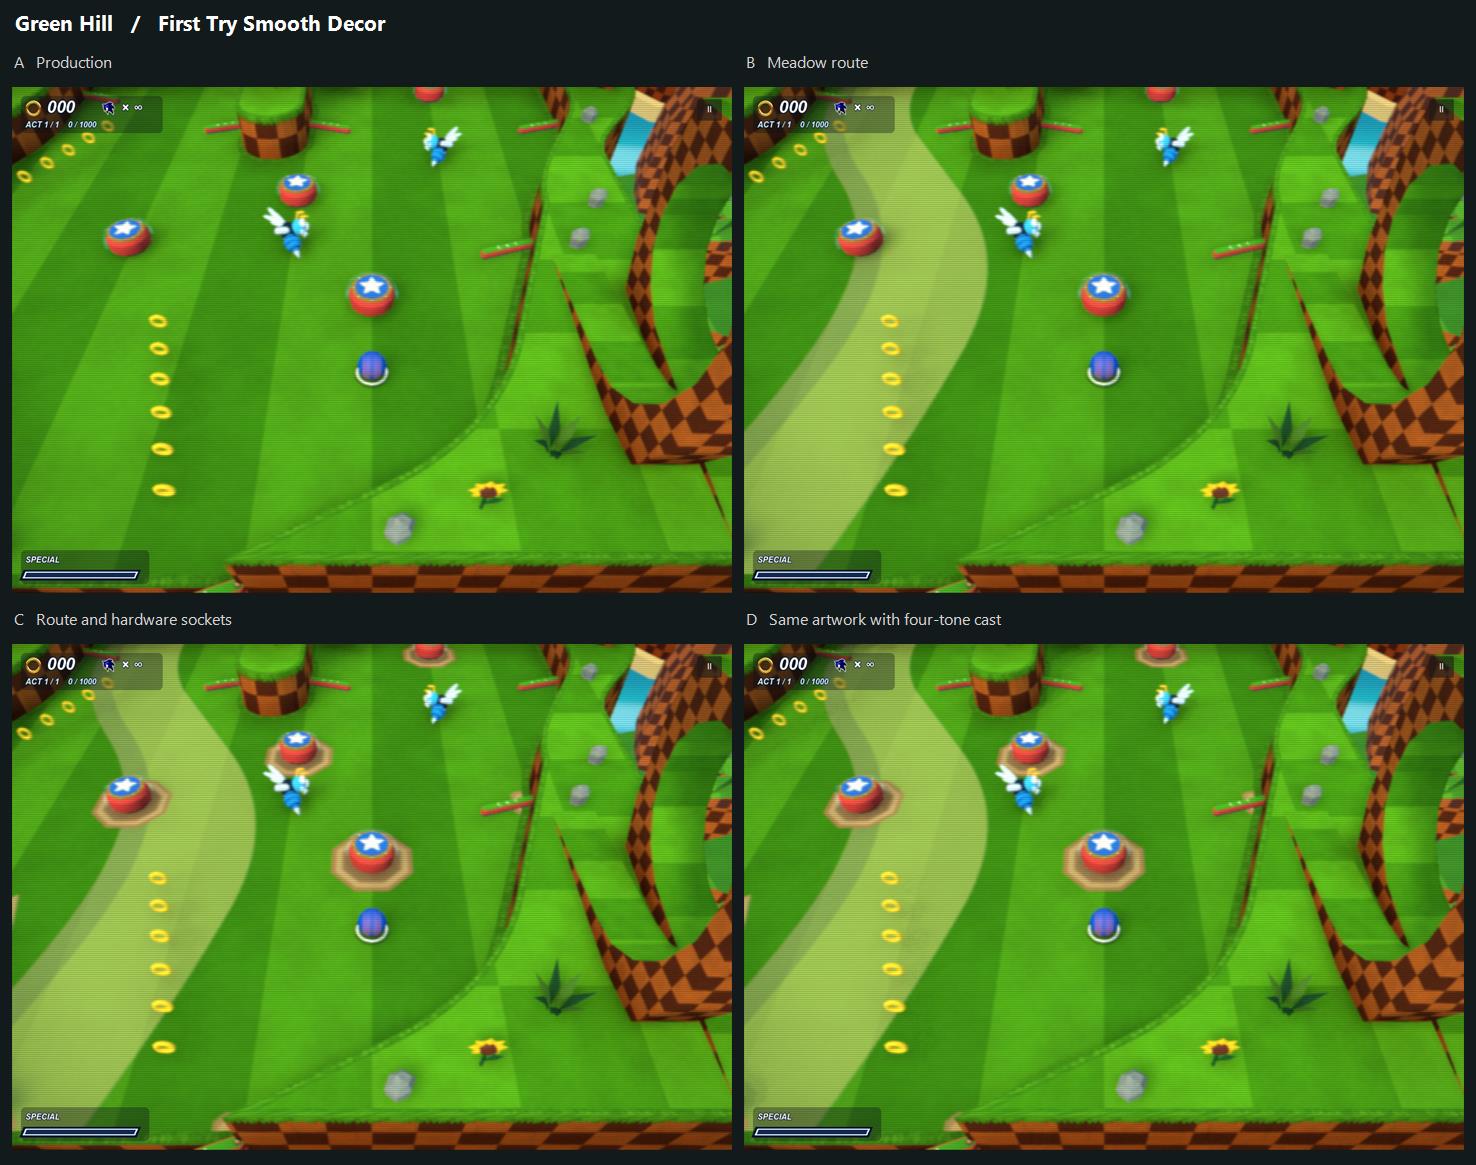 Green Hill / First Try Smooth Decor
A Production
B Meadow route
000 × ∞
ACT 1 / 1 0 / 1000
SPECIAL
000 × ∞
ACT 1 / 1 0 / 1000
SPECIAL
C Route and hardware sockets
D Same artwork with four-tone cast
000 × ∞
ACT 1 / 1 0 / 1000
SPECIAL
000 × ∞
ACT 1 / 1 0 / 1000
SPECIAL